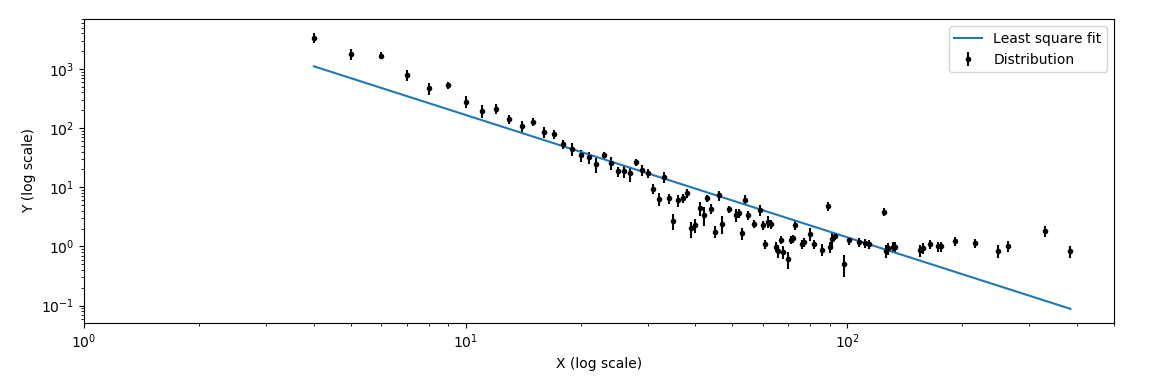 Least square fit
Distribution
Y (log scale)
10³
10²
10¹
10⁰
10⁻¹
10⁰ 10¹ 10²
X (log scale)